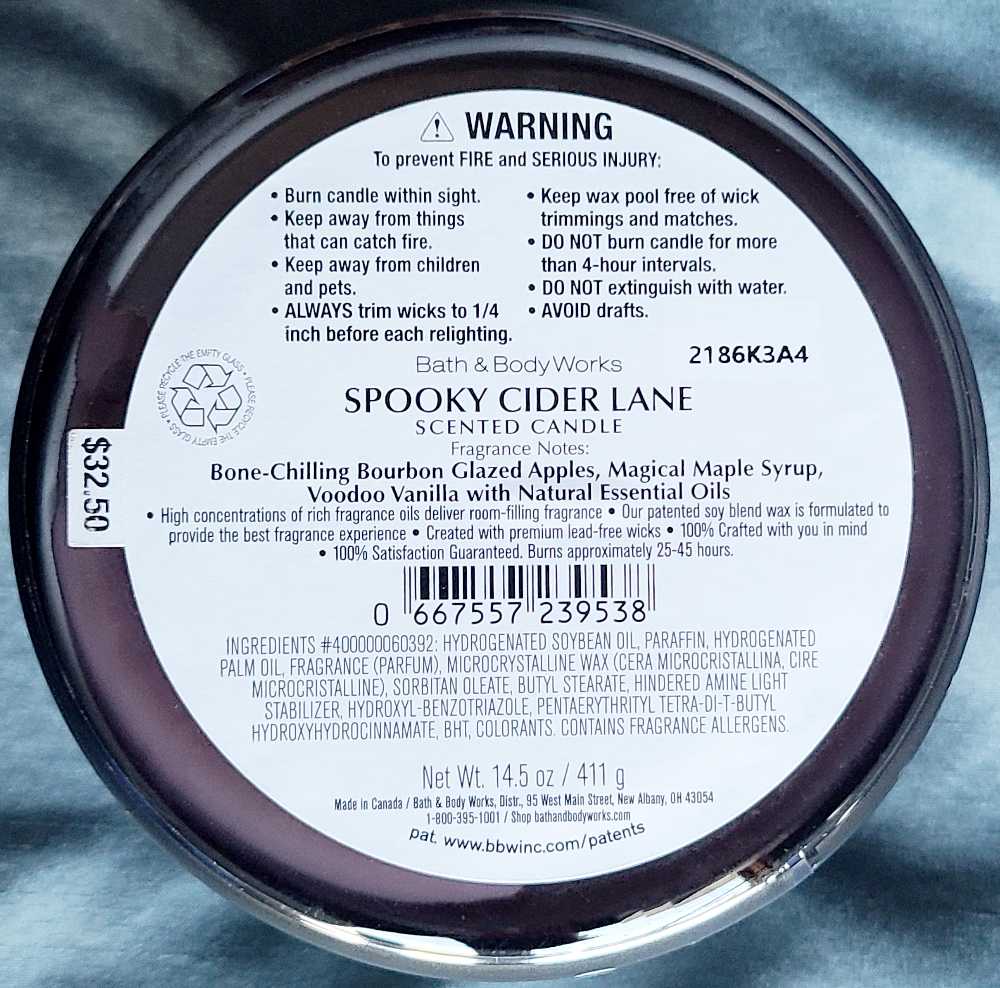 ⚠ WARNING
To prevent FIRE and SERIOUS INJURY:
• Burn candle within sight.
• Keep away from things
that can catch fire.
• Keep away from children
and pets.
• ALWAYS trim wicks to 1/4
inch before each relighting.
• Keep wax pool free of wick
trimmings and matches.
• DO NOT burn candle for more
than 4-hour intervals.
• DO NOT extinguish with water.
• AVOID drafts.
2186K3A4
PLEASE RECYCLE THE EMPTY GLASS • PLEASE RECYCLE THE EMPTY GLASS •
Bath & Body Works
SPOOKY CIDER LANE
SCENTED CANDLE
Fragrance Notes:
Bone-Chilling Bourbon Glazed Apples, Magical Maple Syrup,
Voodoo Vanilla with Natural Essential Oils
$32.50
• High concentrations of rich fragrance oils deliver room-filling fragrance • Our patented soy blend wax is formulated to
provide the best fragrance experience • Created with premium lead-free wicks • 100% Crafted with you in mind
• 100% Satisfaction Guaranteed. Burns approximately 25-45 hours.
0 667557 239538
INGREDIENTS #400000060392: HYDROGENATED SOYBEAN OIL, PARAFFIN, HYDROGENATED
PALM OIL, FRAGRANCE (PARFUM), MICROCRYSTALLINE WAX (CERA MICROCRISTALLINA, CIRE
MICROCRISTALLINE), SORBITAN OLEATE, BUTYL STEARATE, HINDERED AMINE LIGHT
STABILIZER, HYDROXYL-BENZOTRIAZOLE, PENTAERYTHRITYL TETRA-DI-T-BUTYL
HYDROXYHYDROCINNAMATE, BHT, COLORANTS. CONTAINS FRAGRANCE ALLERGENS.
Net Wt. 14.5 oz / 411 g
Made in Canada / Bath & Body Works, Distr., 95 West Main Street, New Albany, OH 43054
1-800-395-1001 / Shop bathandbodyworks.com
pat. www.bbwinc.com/patents